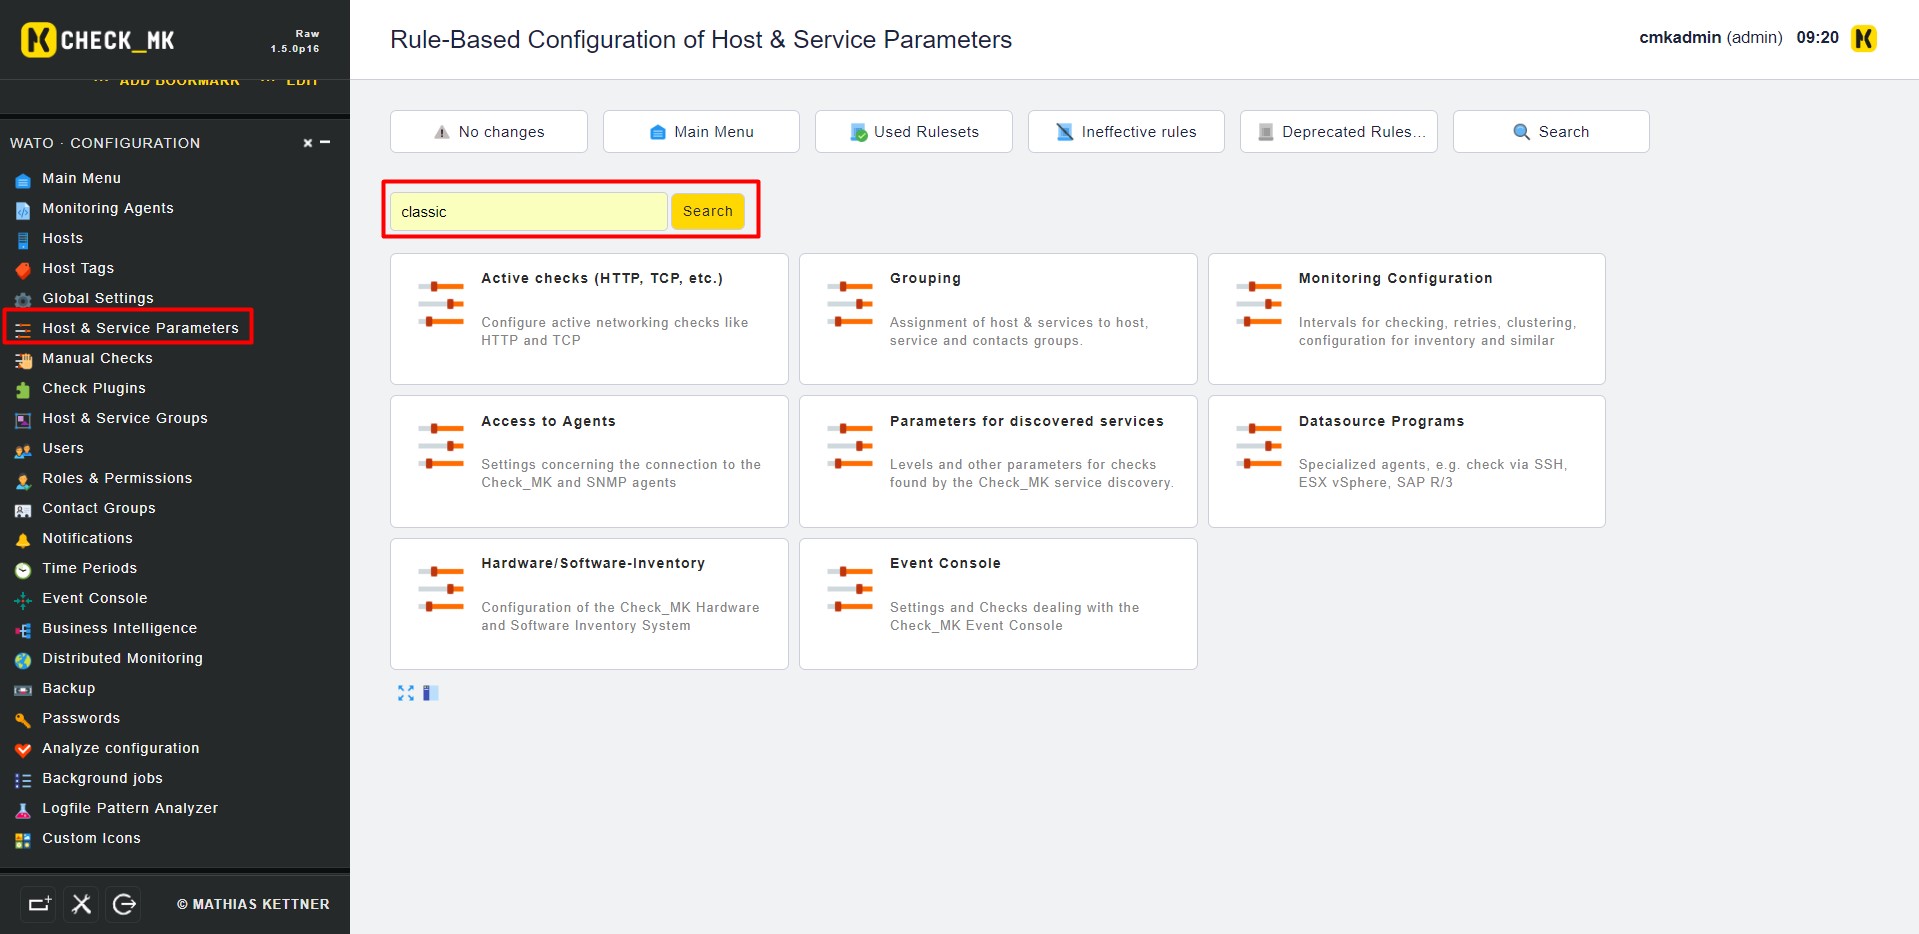 CHECK_MK
Raw
1.5.0p16
ADD BOOKMARK
EDIT
WATO · CONFIGURATION
Main Menu
Monitoring Agents
Hosts
Host Tags
Global Settings
Host & Service Parameters
Manual Checks
Check Plugins
Host & Service Groups
Users
Roles & Permissions
Contact Groups
Notifications
Time Periods
Event Console
Business Intelligence
Distributed Monitoring
Backup
Passwords
Analyze configuration
Background jobs
Logfile Pattern Analyzer
Custom Icons
© MATHIAS KETTNER
Rule-Based Configuration of Host & Service Parameters
cmkadmin (admin) 09:20
No changes
Main Menu
Used Rulesets
Ineffective rules
Deprecated Rules...
Search
classic
Search
Active checks (HTTP, TCP, etc.)
Configure active networking checks like
HTTP and TCP
Grouping
Assignment of host & services to host,
service and contacts groups.
Monitoring Configuration
Intervals for checking, retries, clustering,
configuration for inventory and similar
Access to Agents
Settings concerning the connection to the
Check_MK and SNMP agents
Parameters for discovered services
Levels and other parameters for checks
found by the Check_MK service discovery.
Datasource Programs
Specialized agents, e.g. check via SSH,
ESX vSphere, SAP R/3
Hardware/Software-Inventory
Configuration of the Check_MK Hardware
and Software Inventory System
Event Console
Settings and Checks dealing with the
Check_MK Event Console